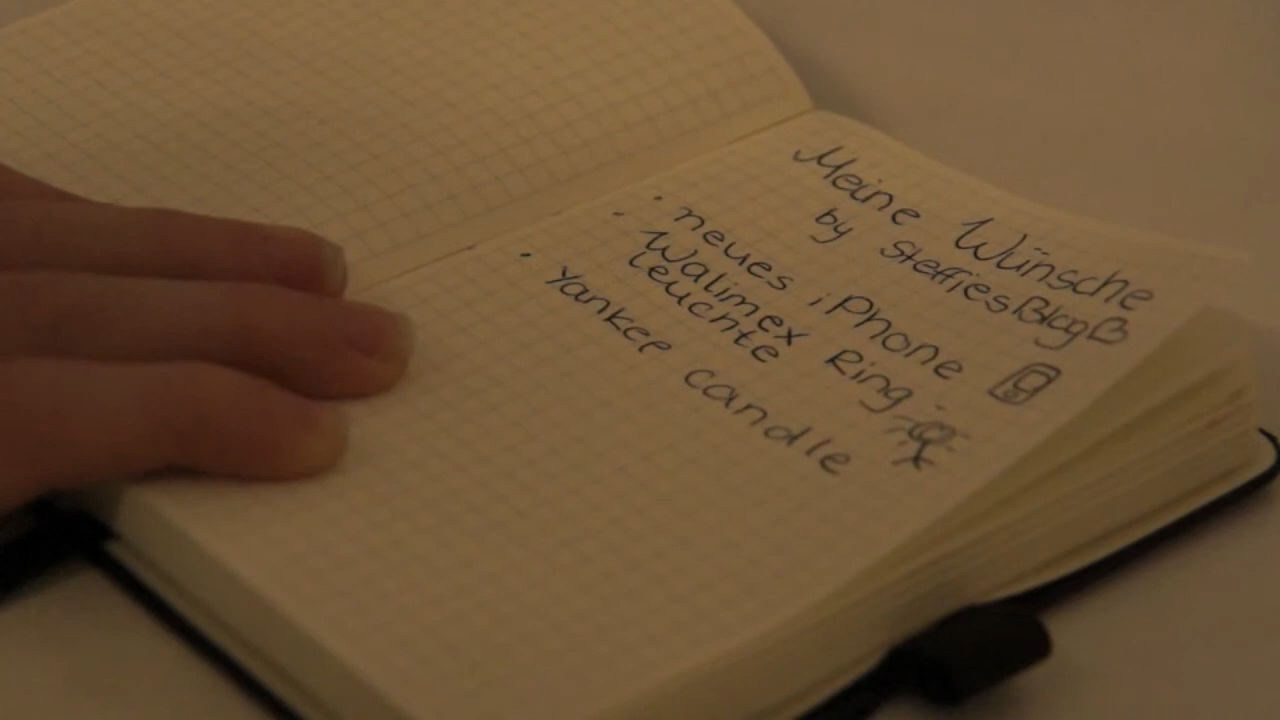 Meine Wünsche
by SteffiesBlog
• neues iPhone
• Walimex Ring
leuchte
• Yankee candle